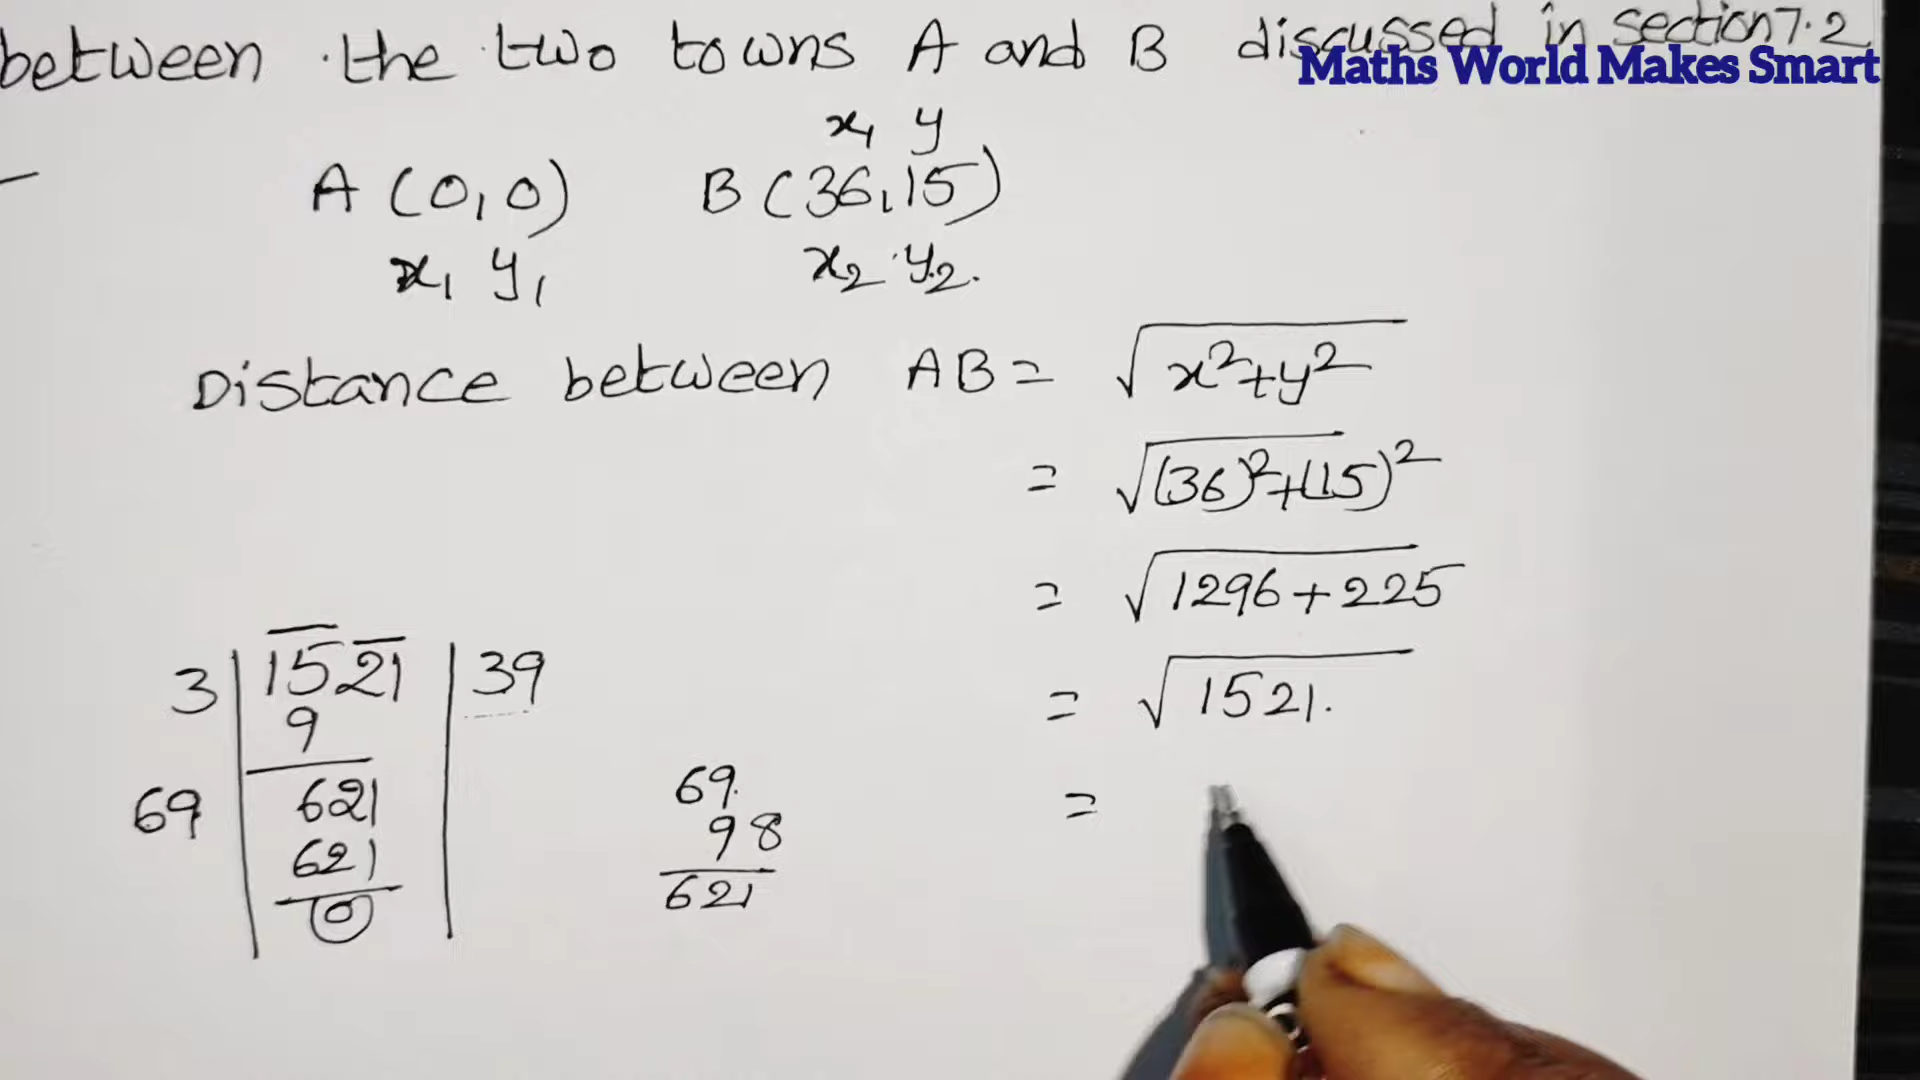 between the two towns A and B discussed in section 7.2
Maths World Makes Smart
x, y
A (0,0) B (36,15)
x₁ y₁ x₂ y₂.
Distance between AB = √x²+y²
= √(36)²+(15)²
= √1296+225
3 1521 39
= √1521.
9
69 621
69.
=
621
98
0
621